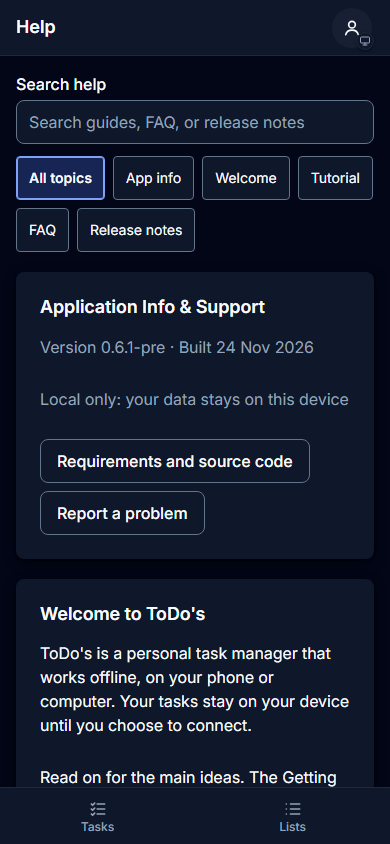 Help
Search help
Search guides, FAQ, or release notes
All topics
App info
Welcome
Tutorial
FAQ
Release notes
Application Info & Support
Version 0.6.1-pre · Built 24 Nov 2026
Local only: your data stays on this device
Requirements and source code
Report a problem
Welcome to ToDo's
ToDo's is a personal task manager that
works offline, on your phone or
computer. Your tasks stay on your device
until you choose to connect.
Read on for the main ideas. The Getting
Tasks
Lists